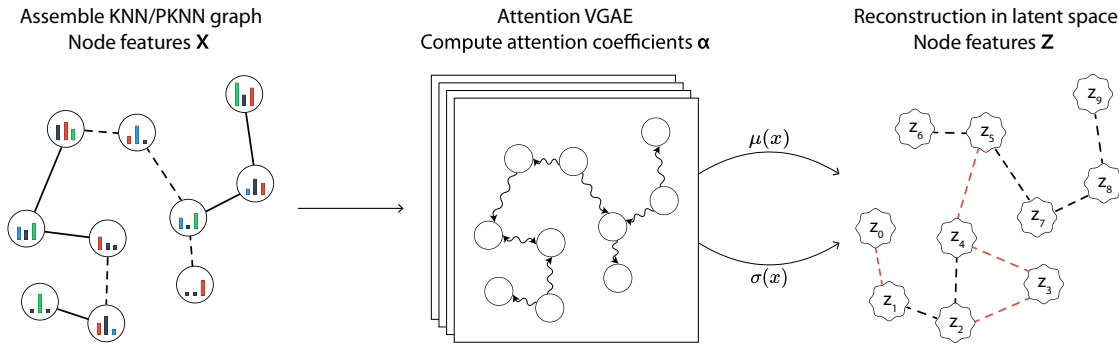 Assemble KNN/PKNN graph
Node features X
Attention VGAE
Compute attention coefficients α
Reconstruction in latent space
Node features Z
μ(x)
σ(x)
z₉
z₆
z₅
z₈
z₇
z₀
z₄
z₃
z₁
z₂